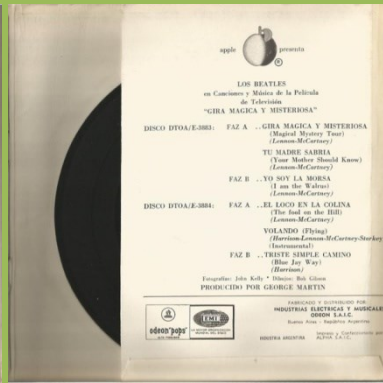 apple presenta
LOS BEATLES
en Canciones y Música de la Película
de Televisión
"GIRA MAGICA Y MISTERIOSA"
DISCO DTOA/E-3883: FAZ A ..GIRA MAGICA Y MISTERIOSA
(Magical Mystery Tour)
(Lennon-McCartney)
TU MADRE SABRIA
(Your Mother Should Know)
(Lennon-McCartney)
FAZ B ..YO SOY LA MORSA
(I am the Walrus)
(Lennon-McCartney)
DISCO DTOA/E-3884: FAZ A ..EL LOCO EN LA COLINA
(The fool on the Hill)
(Lennon-McCartney)
VOLANDO (Flying)
(Harrison-Lennon-McCartney-Starkey)
(Instrumental)
FAZ B ..TRISTE SIMPLE CAMINO
(Blue Jay Way)
(Harrison)
Fotografías: John Kelly * Dibujos: Bob Gibson
PRODUCIDO POR GEORGE MARTIN
FABRICADO Y DISTRIBUIDO POR:
INDUSTRIAS ELECTRICAS Y MUSICALES
ODEON S.A.I.C.
Buenos Aires - República Argentina
odeon "pops"
EMI
INDUSTRIA ARGENTINA
Impreso y Confeccionado por
ALPHA S.A.I.C.